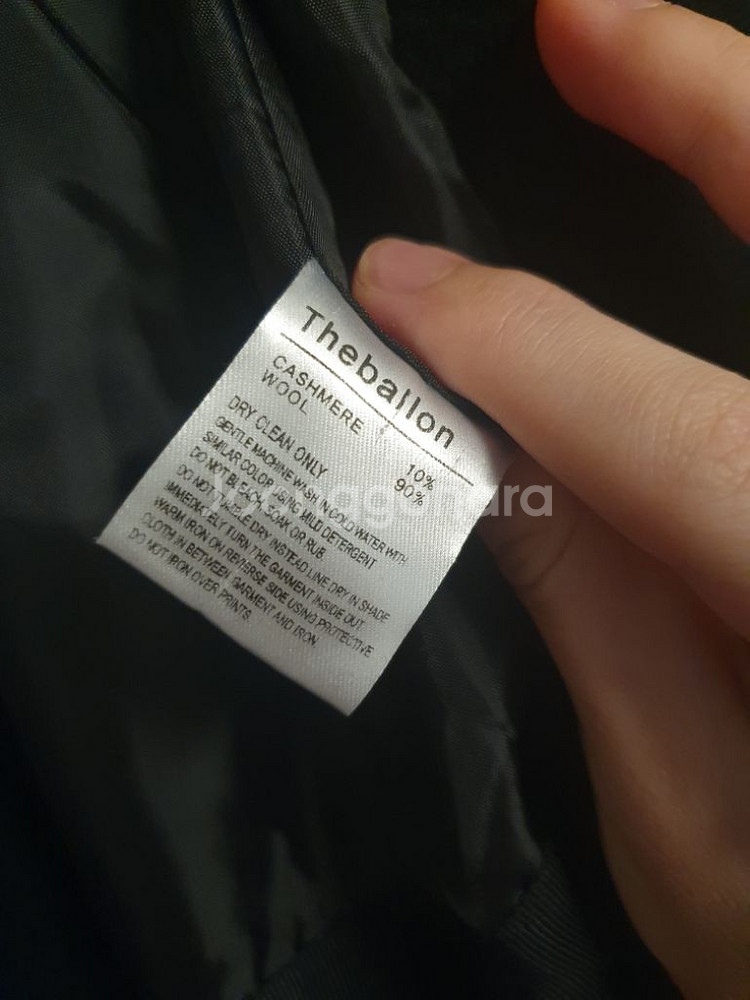 Theballon
CASHMERE 10%
WOOL 90%
DRY CLEAN ONLY
GENTLE MACHINE WASH IN COLD WATER WITH
SIMILAR COLOR USING MILD DETERGENT
DO NOT BLEACH,SOAK OR RUB
DO NOT TUMBLE DRY INSTEAD LINE DRY IN SHADE
IMMEDIATELY TURN THE GARMENT INSIDE OUT
WARM IRON ON REVERSE SIDE USING PROTECTIVE
CLOTH IN BETWEEN GARMENT AND IRON
DO NOT IRON OVER PRINTS
Joonggonara